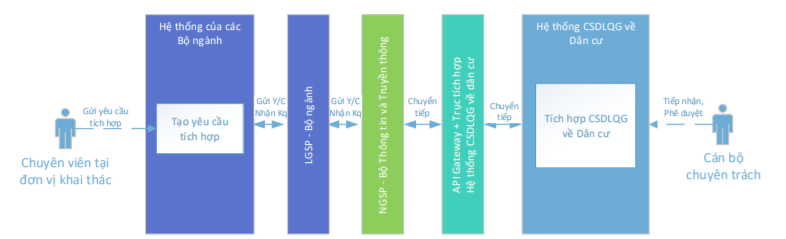 Hệ thống của các
Bộ ngành
Hệ thống CSDLQG về
Dân cư
Gửi yêu cầu
tích hợp
Tạo yêu cầu
tích hợp
Gửi Y/C
Nhận Kq
LGSP - Bộ ngành
Gửi Y/C
Nhận Kq
NGSP - Bộ Thông tin và Truyền thông
Chuyển
tiếp
API Gateway + Trục tích hợp
Hệ thống CSDLQG về dân cư
Chuyển
tiếp
Tích hợp CSDLQG
về Dân cư
Tiếp nhận,
Phê duyệt
Chuyên viên tại
đơn vị khai thác
Cán bộ
chuyên trách